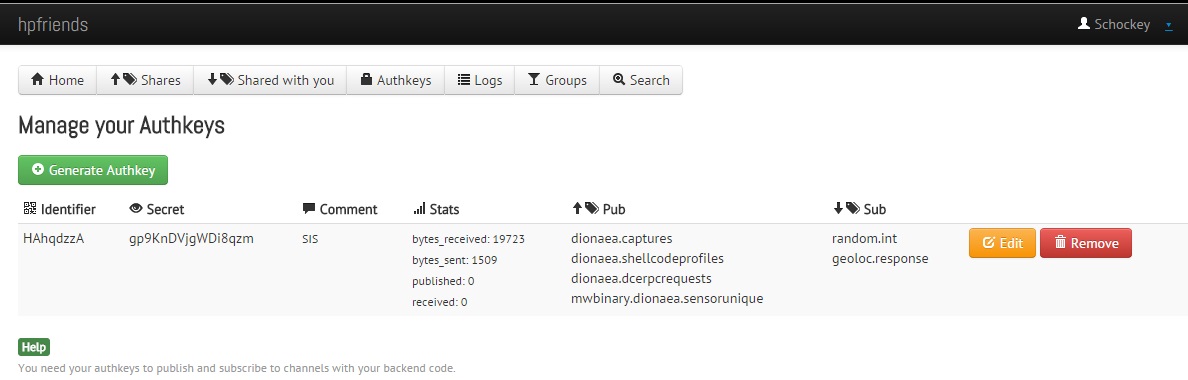 hpfriends Schockey
Home Shares Shared with you Authkeys Logs Groups Search
Manage your Authkeys
Generate Authkey
Identifier Secret Comment Stats Pub Sub
HAhqdzzA gp9KnDVjgWDi8qzm SIS bytes_received: 19723 dionaea.captures random.int Edit Remove
bytes_sent: 1509 dionaea.shellcodeprofiles geoloc.response
published: 0 dionaea.dcerpcrequests
received: 0 mwbinary.dionaea.sensorunique
Help
You need your authkeys to publish and subscribe to channels with your backend code.